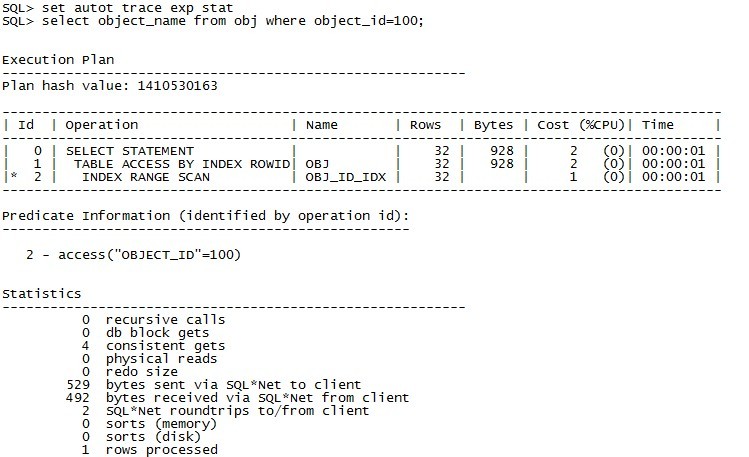 SQL> set autot trace exp stat
SQL> select object_name from obj where object_id=100;
Execution Plan
----------------------------------------------------------
Plan hash value: 1410530163
------------------------------------------------------------------------------------------
| Id  | Operation                   | Name       | Rows  | Bytes | Cost (%CPU)| Time     |
------------------------------------------------------------------------------------------
|   0 | SELECT STATEMENT            |            |    32 |   928 |     2   (0)| 00:00:01 |
|   1 |  TABLE ACCESS BY INDEX ROWID| OBJ        |    32 |   928 |     2   (0)| 00:00:01 |
|*  2 |   INDEX RANGE SCAN          | OBJ_ID_IDX |    32 |       |     1   (0)| 00:00:01 |
------------------------------------------------------------------------------------------
Predicate Information (identified by operation id):
---------------------------------------------------
2 - access("OBJECT_ID"=100)
Statistics
----------------------------------------------------------
0  recursive calls
0  db block gets
4  consistent gets
0  physical reads
0  redo size
529  bytes sent via SQL*Net to client
492  bytes received via SQL*Net from client
2  SQL*Net roundtrips to/from client
0  sorts (memory)
0  sorts (disk)
1  rows processed